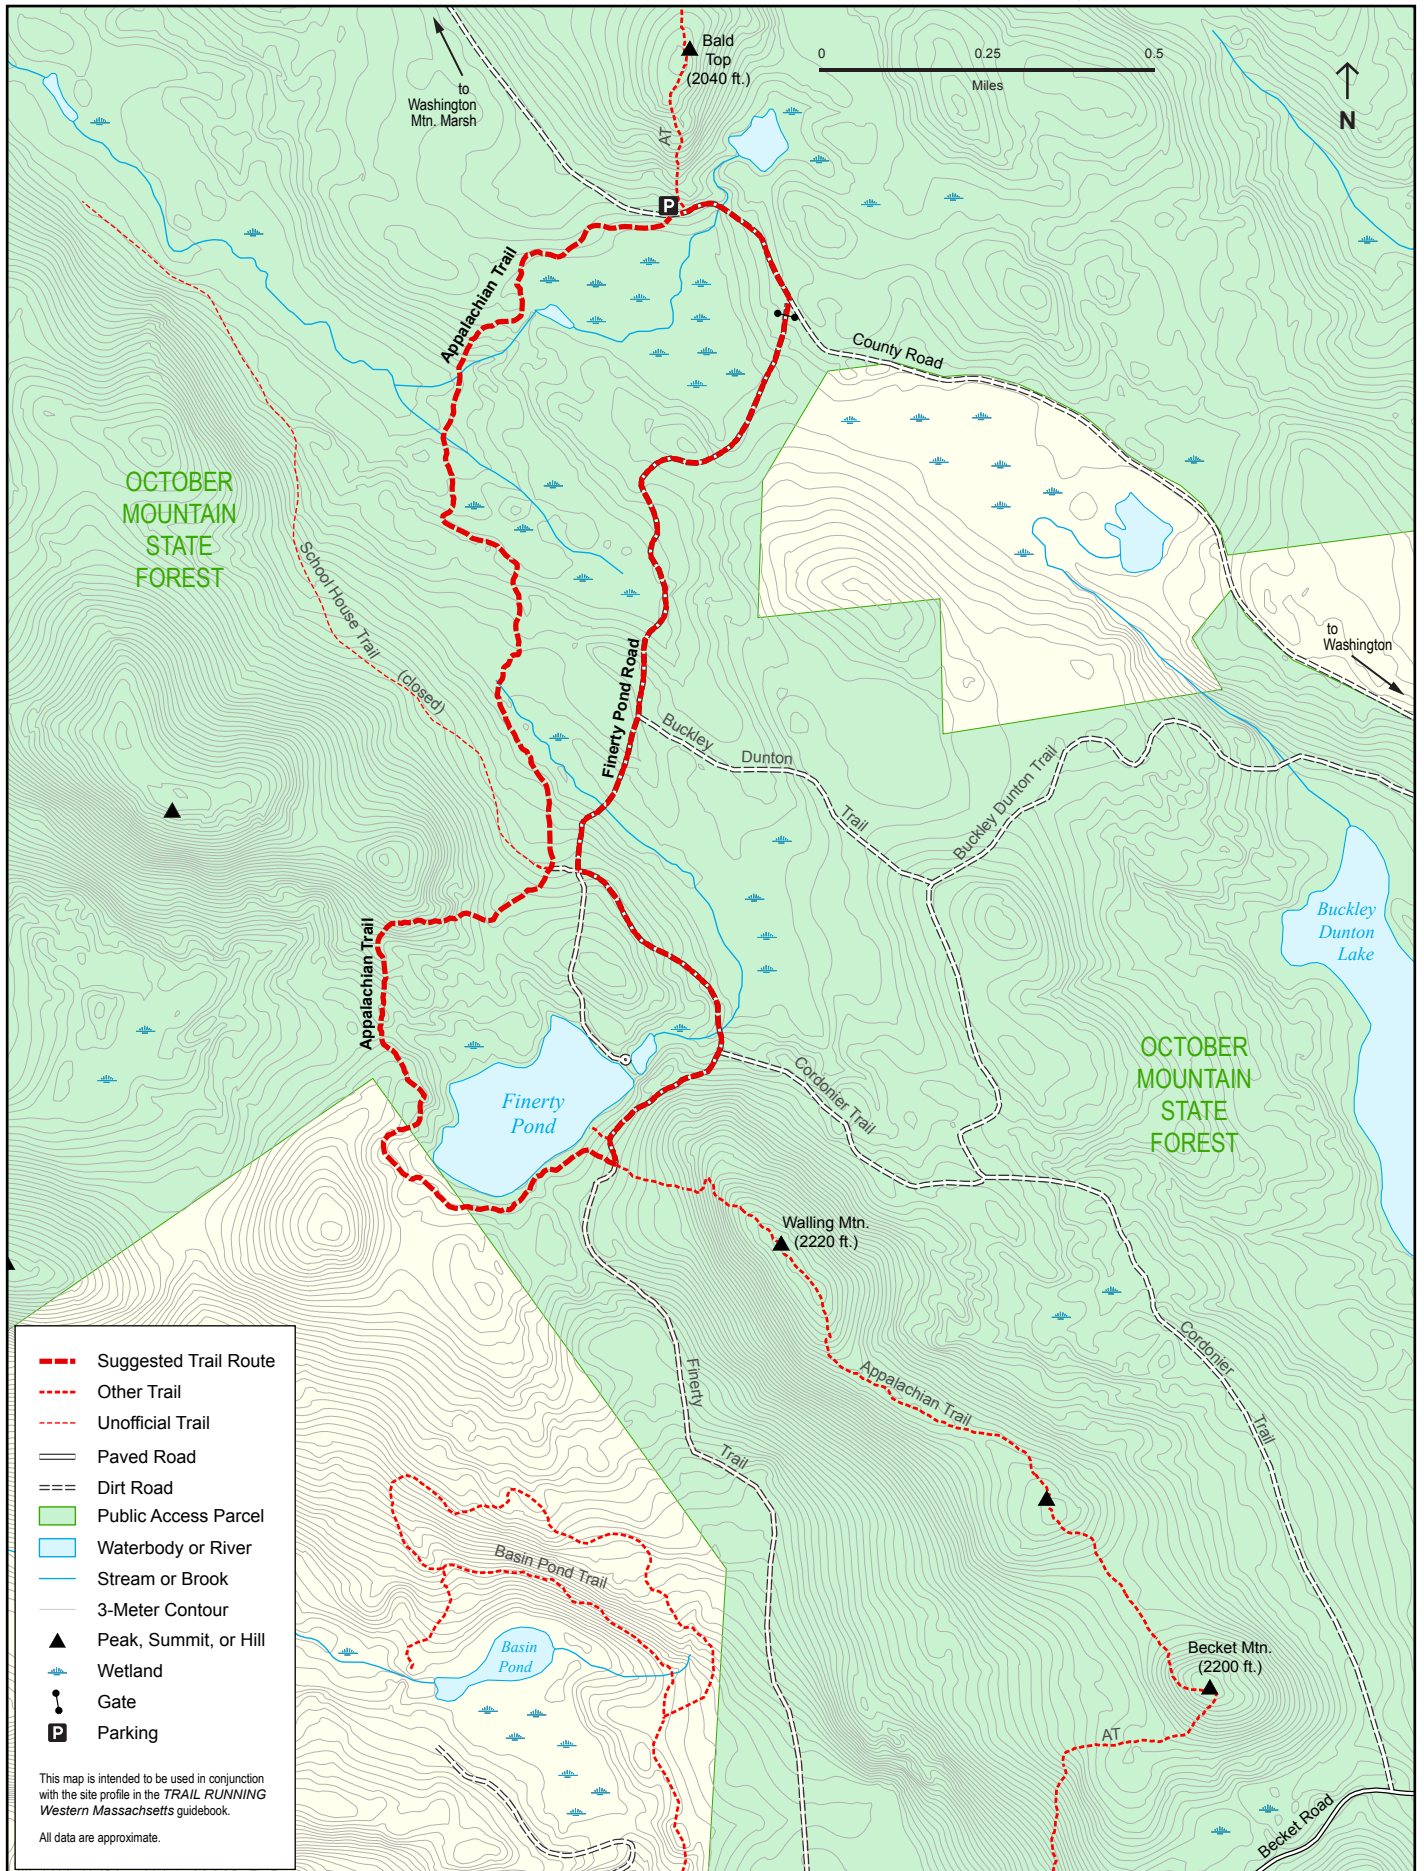 Bald
Top
(2040 ft.)
0
0.25
0.5
Miles
N
to
Washington
Mtn. Marsh
AT
P
Appalachian Trail
County Road
OCTOBER
MOUNTAIN
STATE
FOREST
School House Trail
(closed)
to
Washington
Finerty Pond Road
Buckley
Dunton
Trail
Buckley Dunton Trail
Buckley
Dunton
Lake
Appalachian Trail
Finerty
Pond
Cordonier Trail
OCTOBER
MOUNTAIN
STATE
FOREST
Walling Mtn.
(2220 ft.)
Finerty
Trail
Appalachian Trail
Cordonier
Trail
Basin Pond Trail
Basin
Pond
Becket Mtn.
(2200 ft.)
AT
Becket Road
Suggested Trail Route
Other Trail
Unofficial Trail
Paved Road
Dirt Road
Public Access Parcel
Waterbody or River
Stream or Brook
3-Meter Contour
Peak, Summit, or Hill
Wetland
Gate
P Parking
This map is intended to be used in conjunction
with the site profile in the TRAIL RUNNING
Western Massachsetts guidebook.
All data are approximate.